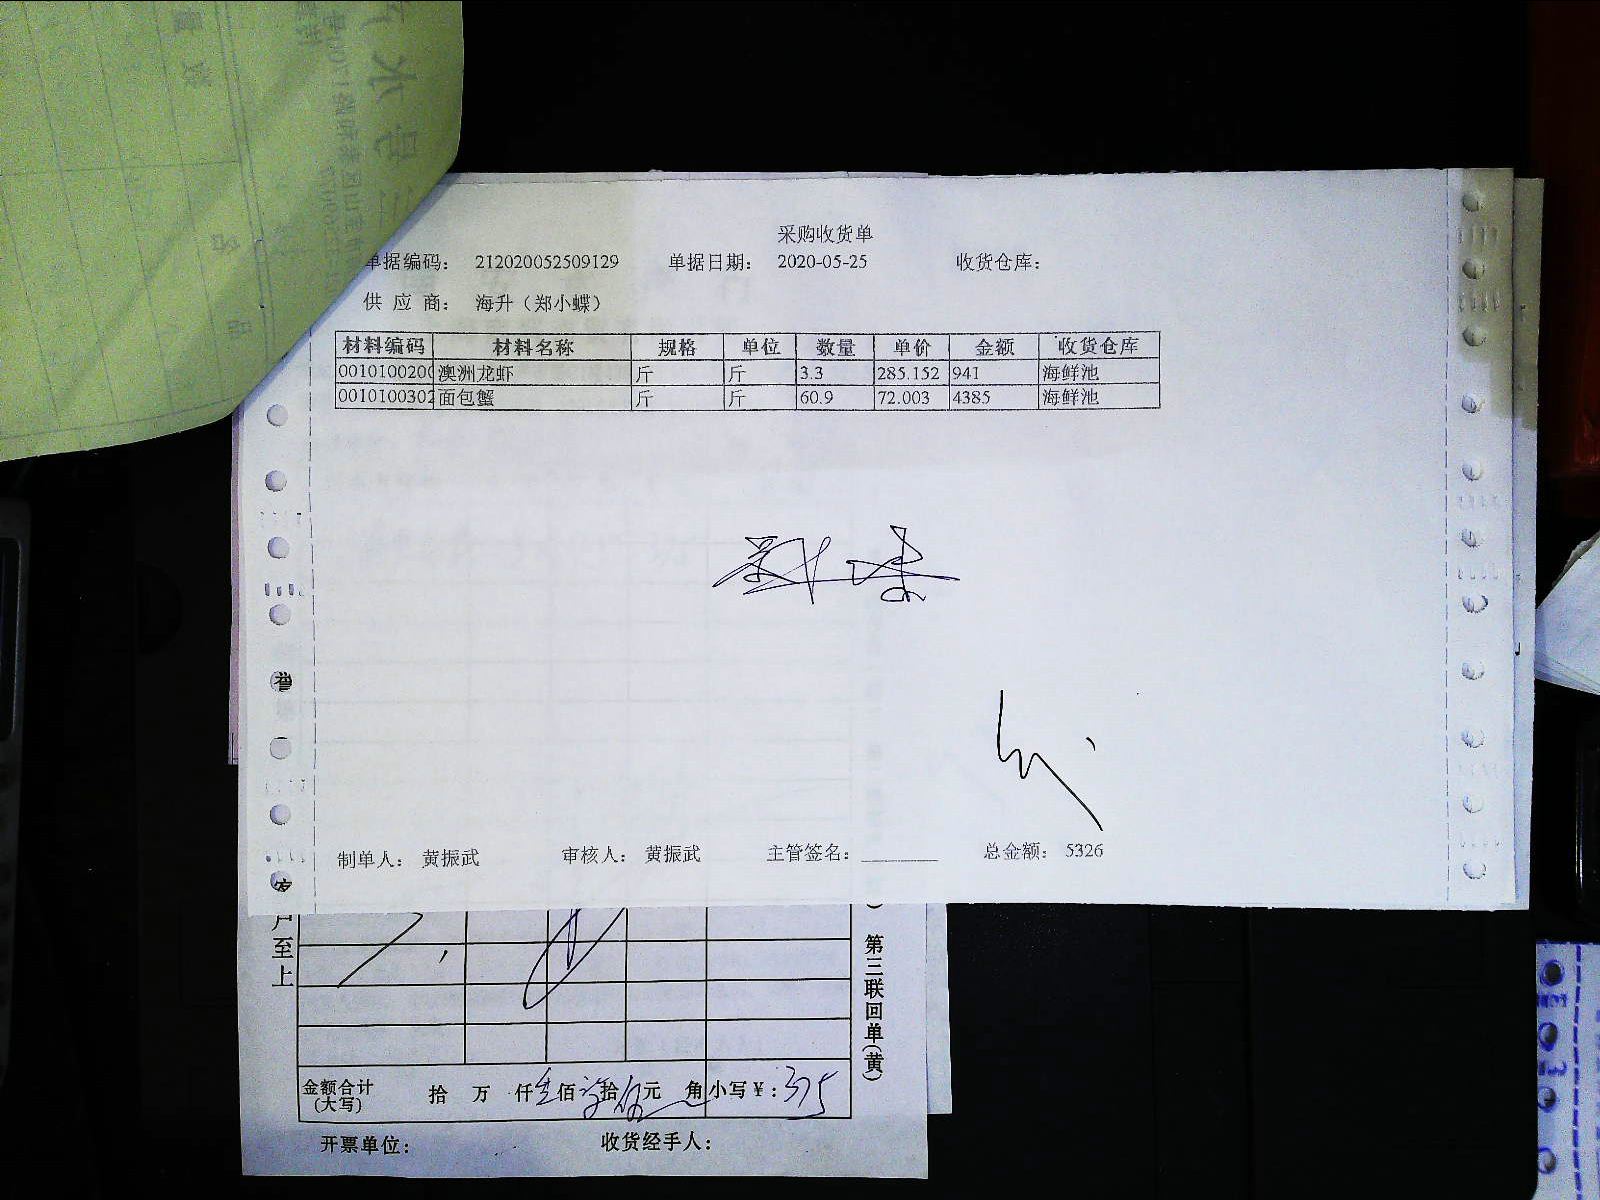 采购收货单
单据编码： 212020052509129 单据日期： 2020-05-25 收货仓库：
供 应 商： 海升（郑小蝶）
材料编码 材料名称 规格 单位 数量 单价 金额 收货仓库
0010100200 澳洲龙虾 斤 斤 3.3 285.152 941 海鲜池
0010100302 面包蟹 斤 斤 60.9 72.003 4385 海鲜池
制单人： 黄振武 审核人： 黄振武 主管签名： 总金额： 5326
户至上
第三联回单(黄)
金额合计 拾 万 仟 佰 拾 元 角 小写￥：375
(大写)
开票单位： 收货经手人：